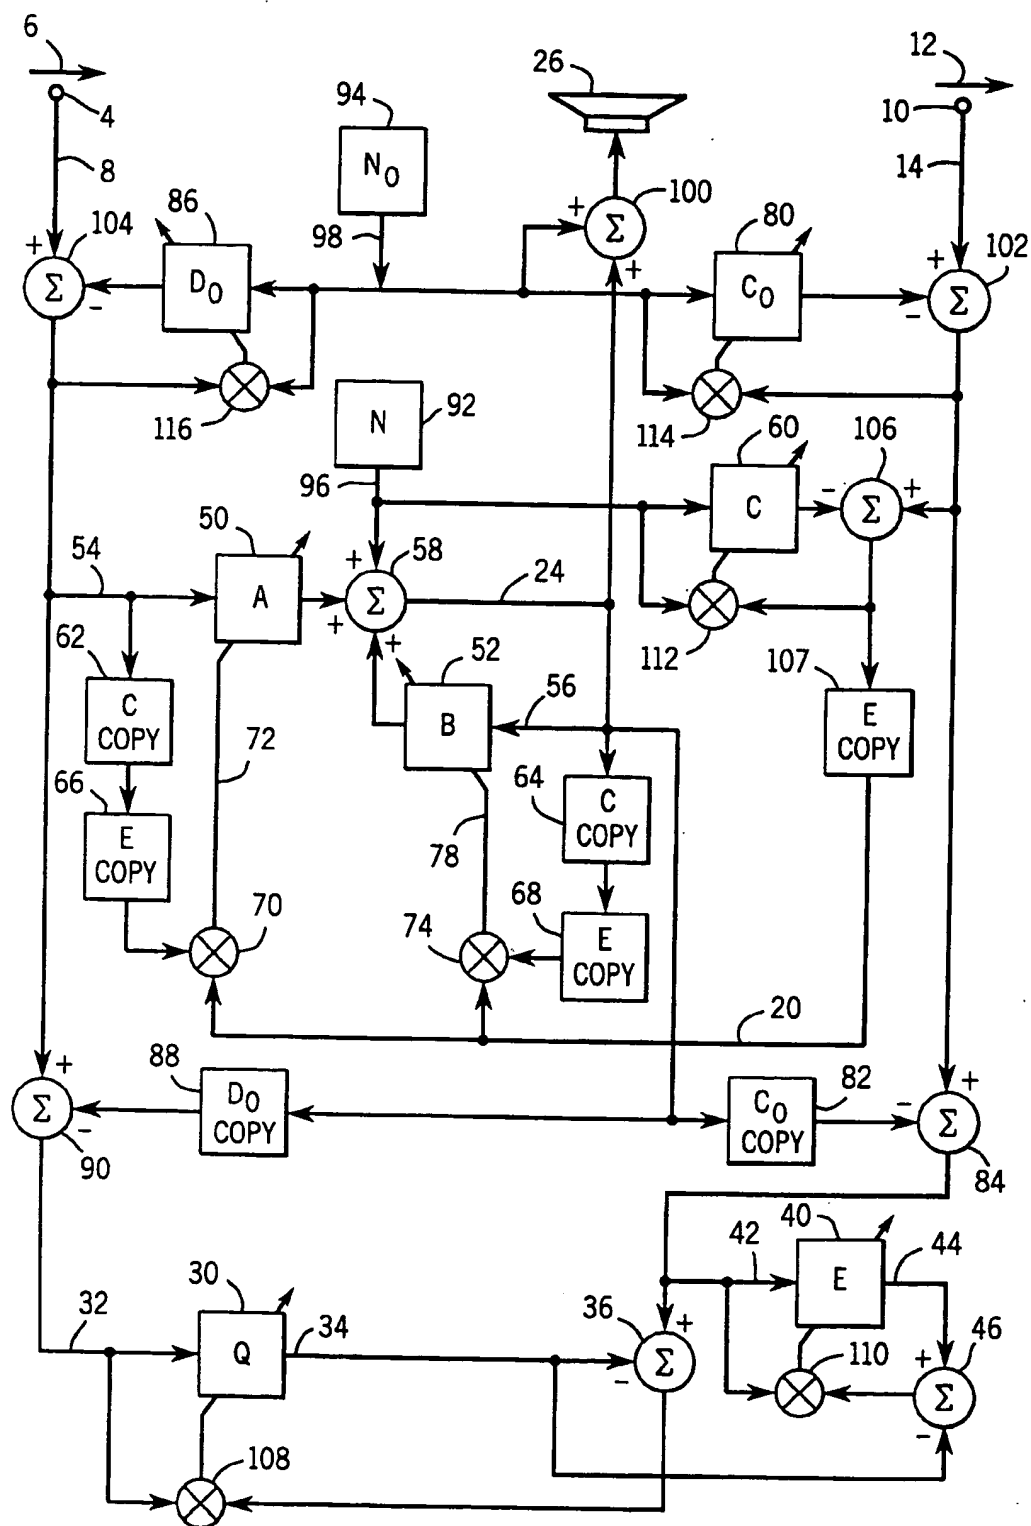 6
12
26
94
4
10
8
N₀
14
86
100
80
+
104
98
+
Σ
+
102
+
D₀
C₀
Σ
−
+
−
Σ
116
92
N
114
60
106
96
−
+
C
Σ
50
54
+
58
24
A
Σ
+
+
112
62
52
107
C
COPY
B
56
E
COPY
72
66
64
C
COPY
E
COPY
78
70
74
68
E
COPY
20
+
88
82
+
Σ
D₀
COPY
C₀
COPY
−
Σ
−
90
84
40
42
44
30
E
32
34
36
+
46
Q
Σ
−
110
+
Σ
−
108